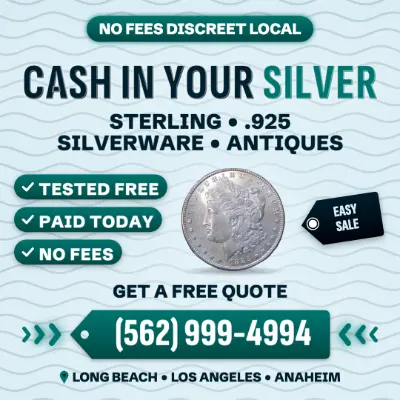 NO FEES DISCREET LOCAL
CASH IN YOUR SILVER
STERLING • .925
SILVERWARE • ANTIQUES
✓ TESTED FREE
✓ PAID TODAY
✓ NO FEES
EASY
SALE
GET A FREE QUOTE
(562) 999-4994
LONG BEACH • LOS ANGELES • ANAHEIM